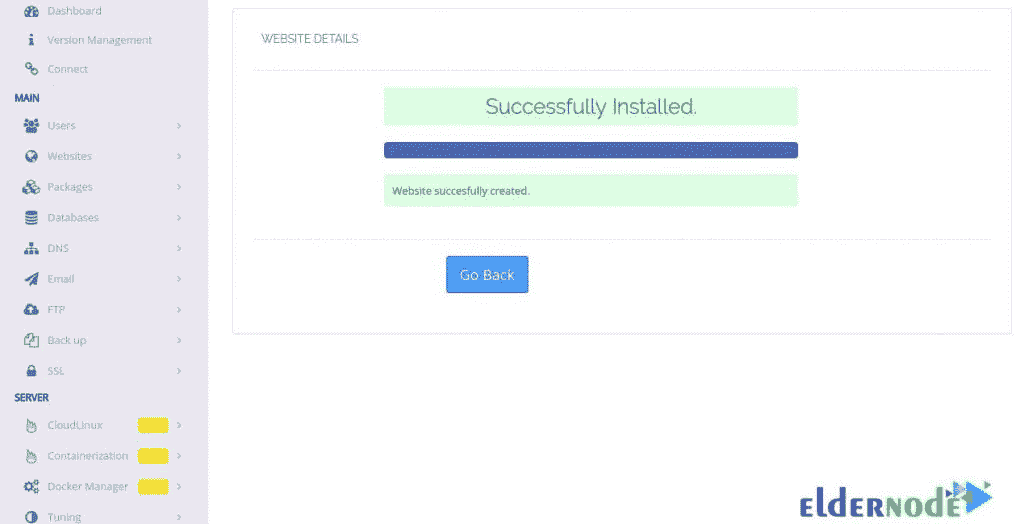 Dashboard
Version Management
Connect
MAIN
Users
Websites
Packages
Databases
DNS
Email
FTP
Back up
SSL
SERVER
CloudLinux
Containerization
Docker Manager
Tuning
WEBSITE DETAILS
Successfully Installed.
Website succesfully created.
Go Back
eLDERNODE